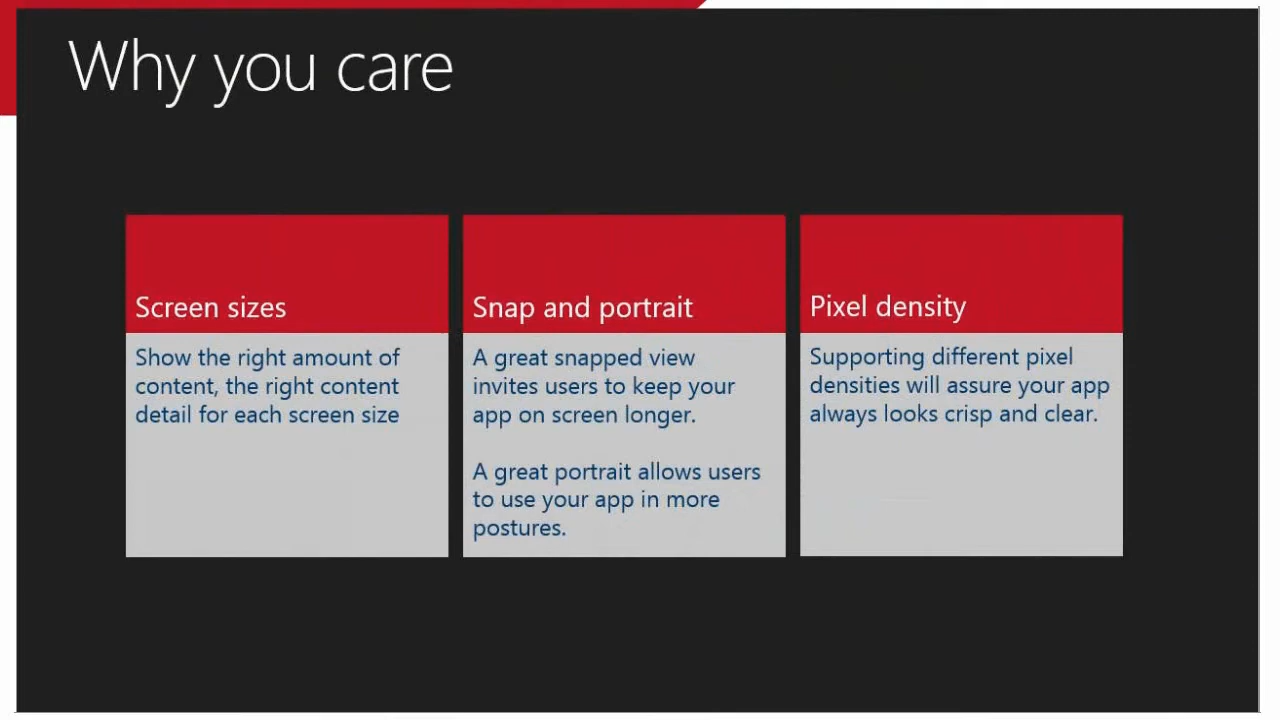 Why you care
Screen sizes
Show the right amount of
content, the right content
detail for each screen size
Snap and portrait
A great snapped view
invites users to keep your
app on screen longer.
A great portrait allows users
to use your app in more
postures.
Pixel density
Supporting different pixel
densities will assure your app
always looks crisp and clear.